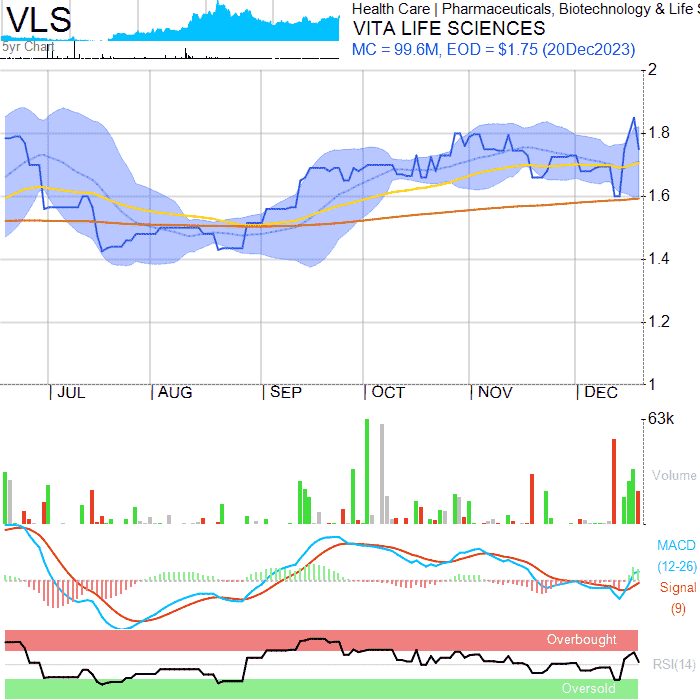 VLS
Health Care | Pharmaceuticals, Biotechnology & Life S
VITA LIFE SCIENCES
MC = 99.6M, EOD = $1.75 (20Dec2023)
5yr Chart
2
1.8
1.6
1.4
1.2
1
JUL
AUG
SEP
OCT
NOV
DEC
63k
Volume
MACD
(12-26)
Signal
(9)
Overbought
RSI(14)
Oversold